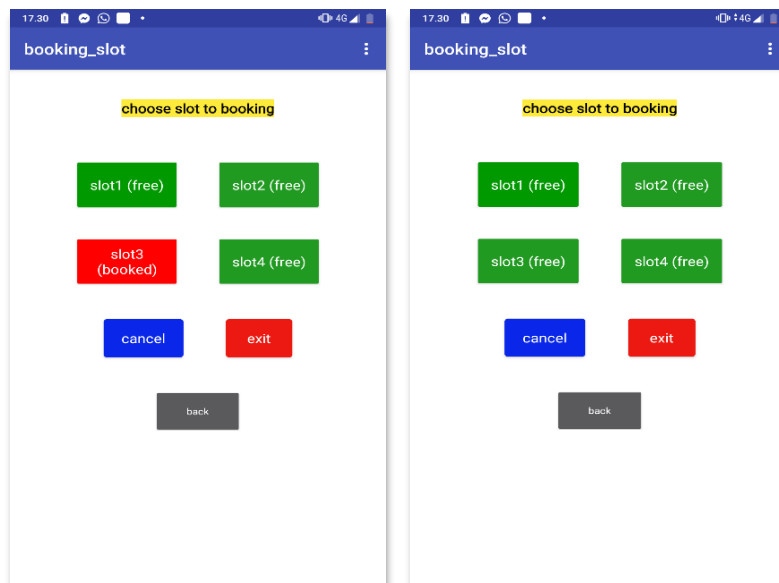 17.30
4G
booking_slot
choose slot to booking
slot1 (free)
slot2 (free)
slot3
(booked)
slot4 (free)
cancel
exit
back
17.30
4G
booking_slot
choose slot to booking
slot1 (free)
slot2 (free)
slot3 (free)
slot4 (free)
cancel
exit
back